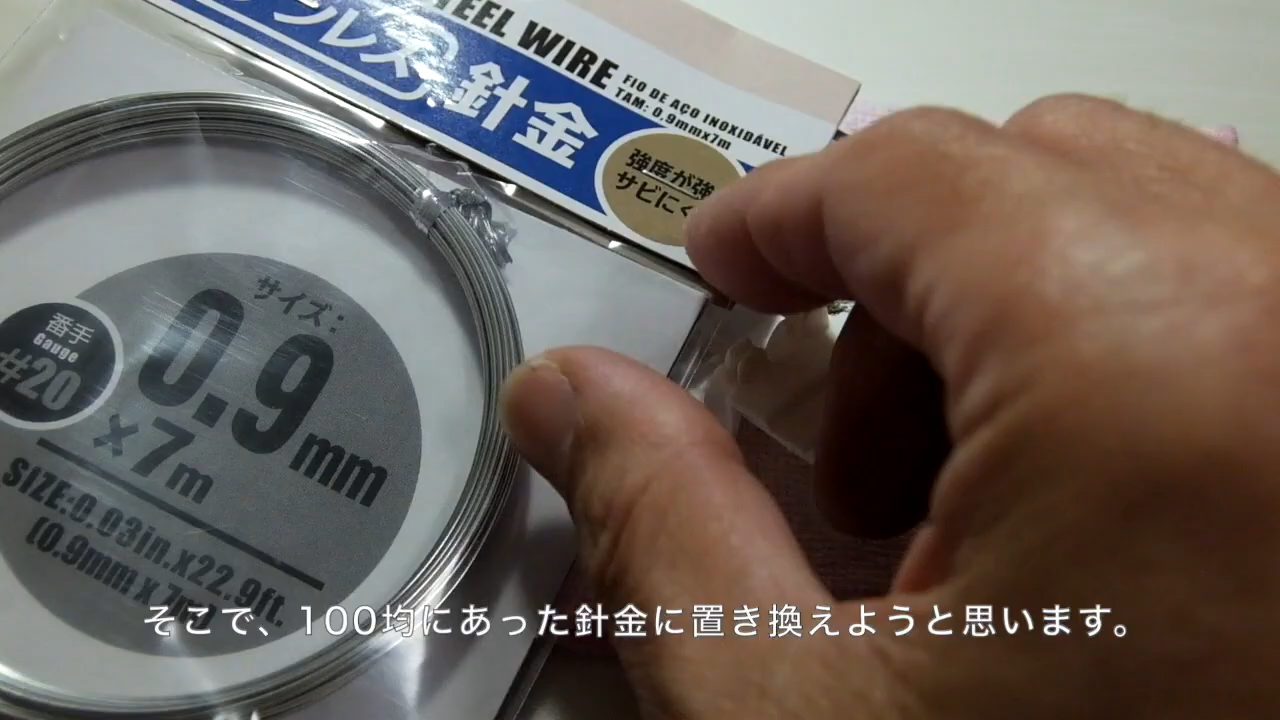 TEEL WIRE
FIO DE AÇO INOXIDÁVEL
TAM: 0,9mmx7m
ンレス針金
強度が強
サビにく
サイズ:
0.9mm
×7m
番手
Gauge
#20
SIZE:0.03in.x22.9ft.
(0.9mm x 7m)
そこで、100均にあった針金に置き換えようと思います。